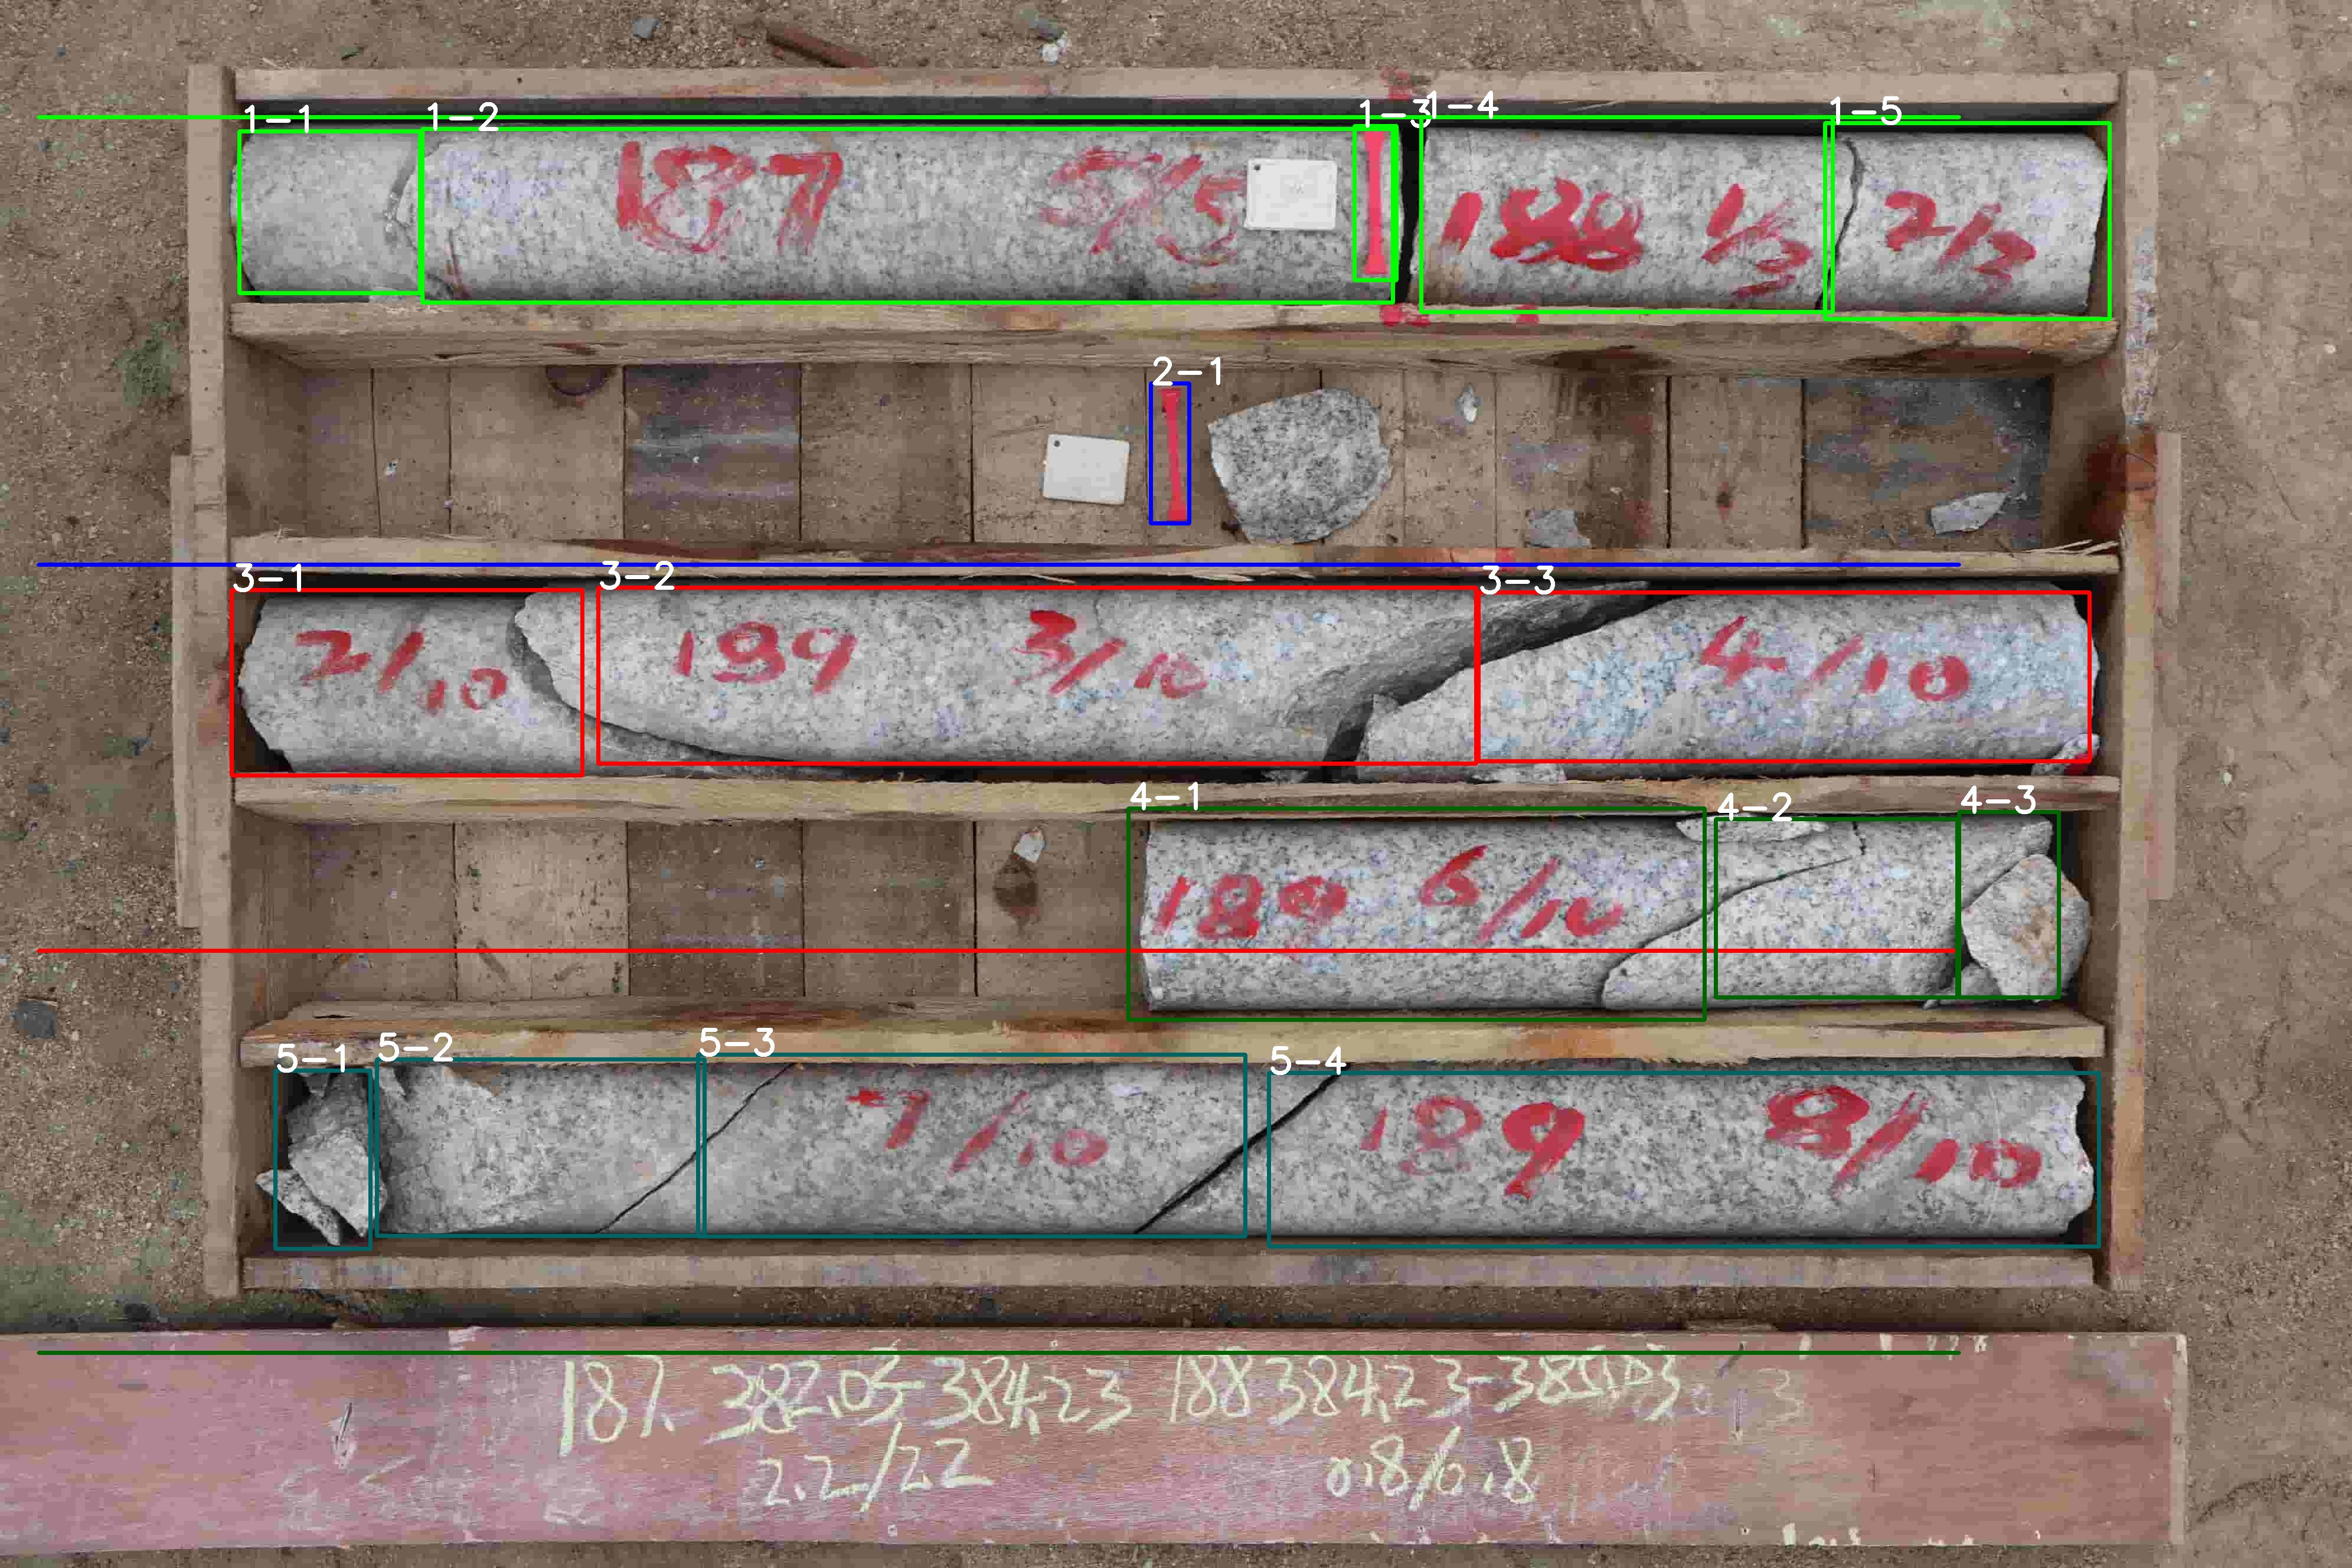 1-1 1-2 1-3 1-4 1-5
187 5/5 188 1/3 2/3
2-1
3-1 3-2 3-3
2/10 189 3/10 4/10
4-1 4-2 4-3
189 6/10
5-1 5-2 5-3 5-4
7/10 189 8/10
187. 382.03-384.23 188 384.23-385.03
2.2/2.2 0.8/0.8